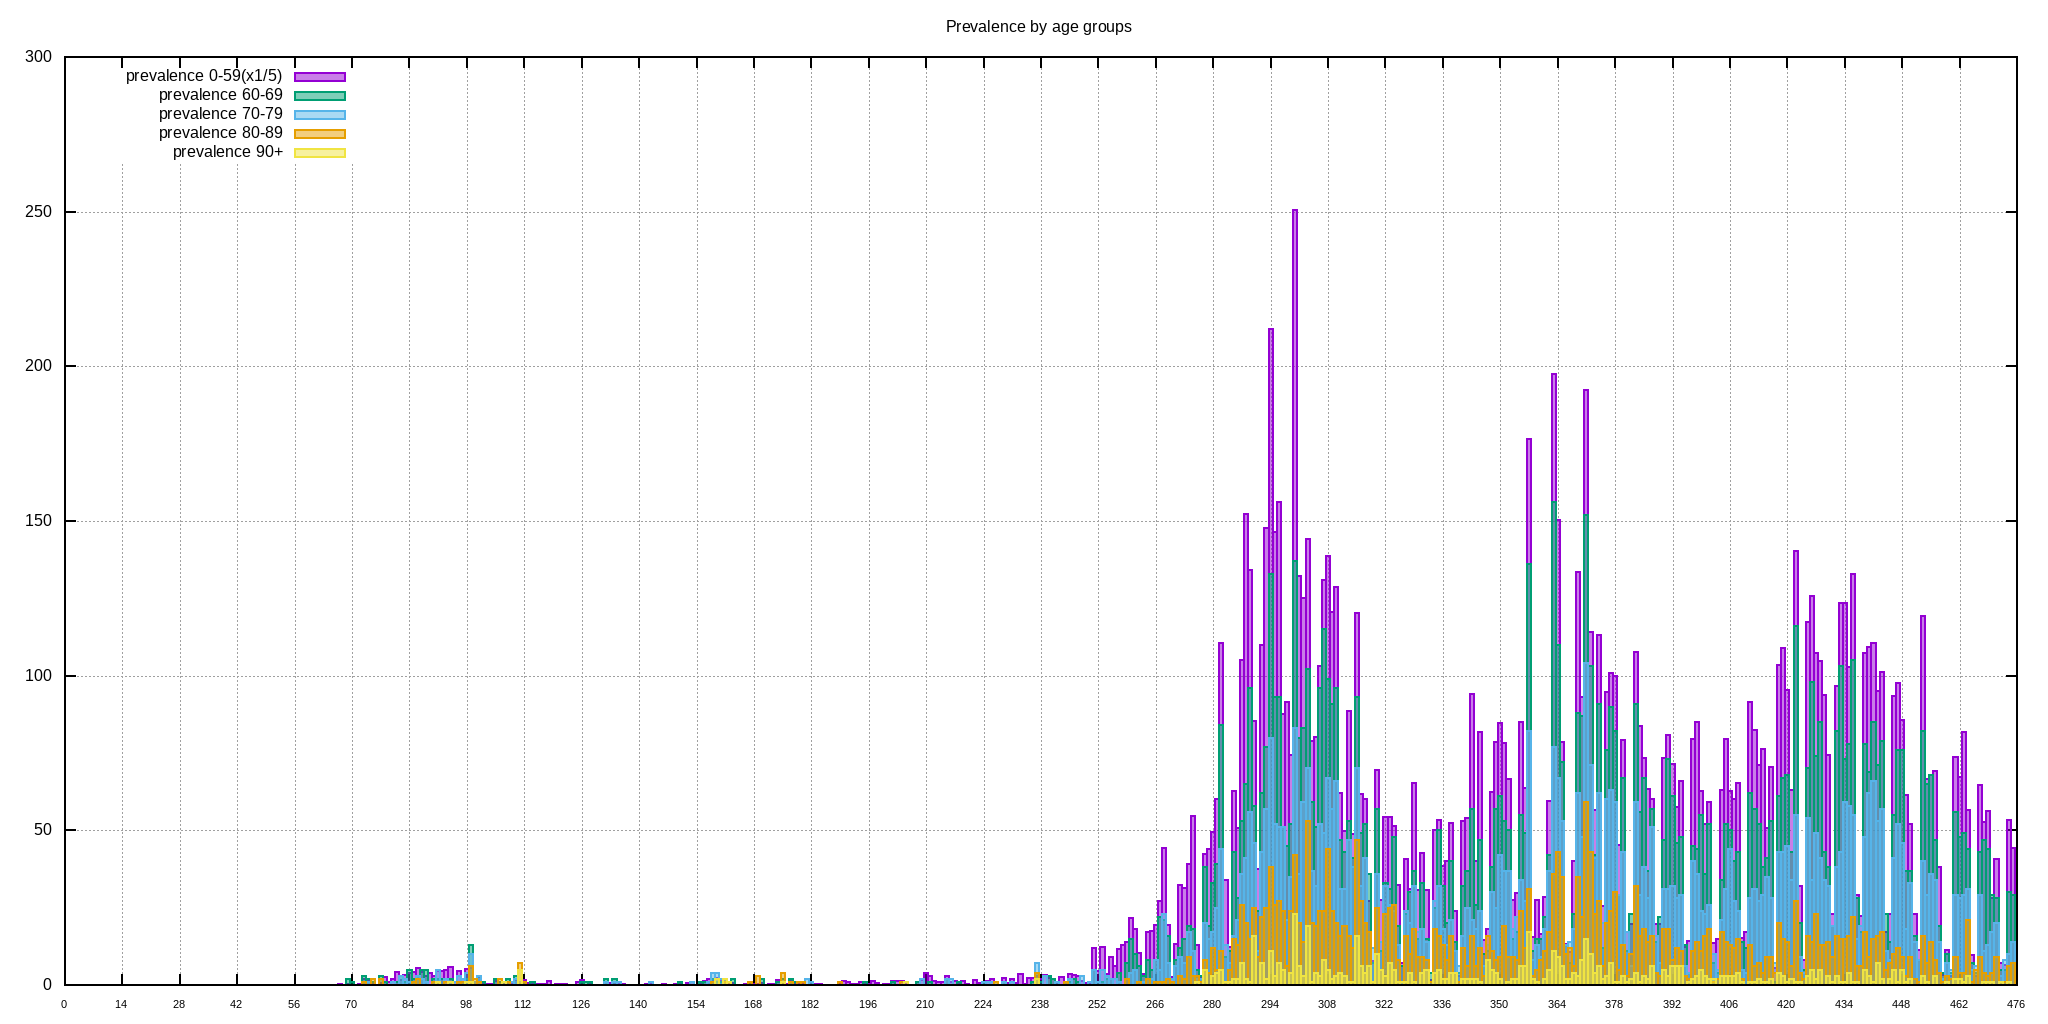 Prevalence by age groups
300
250
200
150
100
50
0
prevalence 0-59(x1/5)
prevalence 60-69
prevalence 70-79
prevalence 80-89
prevalence 90+
0 14 28 42 56 70 84 98 112 126 140 154 168 182 196 210 224 238 252 266 280 294 308 322 336 350 364 378 392 406 420 434 448 462 476